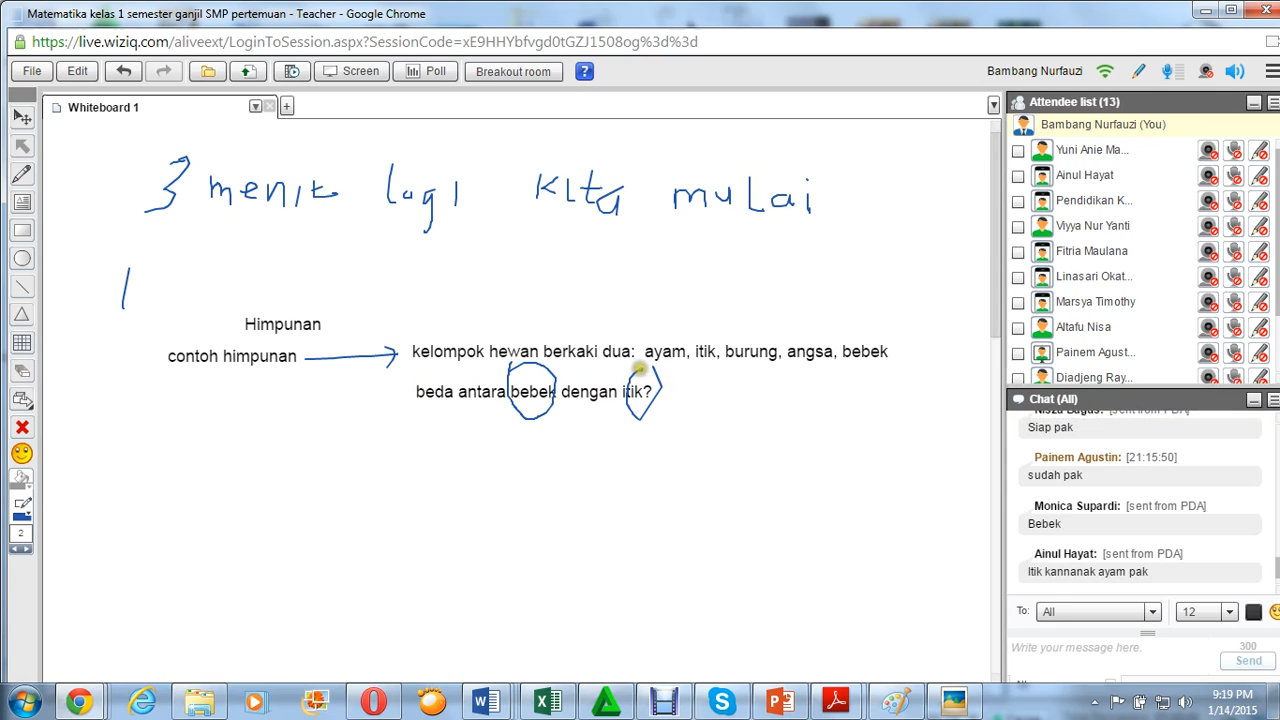 Matematika kelas 1 semester ganjil SMP pertemuan - Teacher - Google Chrome
https://live.wiziq.com/aliveext/LoginToSession.aspx?SessionCode=xE9HHYbfvgd0tGZJ1508og%3d%3d
File Edit Screen Poll Breakout room ? Bambang Nurfauzi
Whiteboard 1 +
3 menit lagi kita mulai
Himpunan
contoh himpunan
kelompok hewan berkaki dua: ayam, itik, burung, angsa, bebek
beda antara bebek dengan itik?
2
Attendee list (13)
Bambang Nurfauzi (You)
Yuni Anie Ma...
Ainul Hayat
Pendidikan K...
Viyya Nur Yanti
Fitria Maulana
Linasari Okat...
Marsya Timothy
Altafu Nisa
Painem Agust...
Diadjeng Raj...
Chat (All)
Siap pak
Painem Agustin: [21:15:50]
sudah pak
Monica Supardi: [sent from PDA]
Bebek
Ainul Hayat: [sent from PDA]
Itik kannanak ayam pak
To: All 12
Write your message here. 300
Send
9:19 PM
1/14/2015